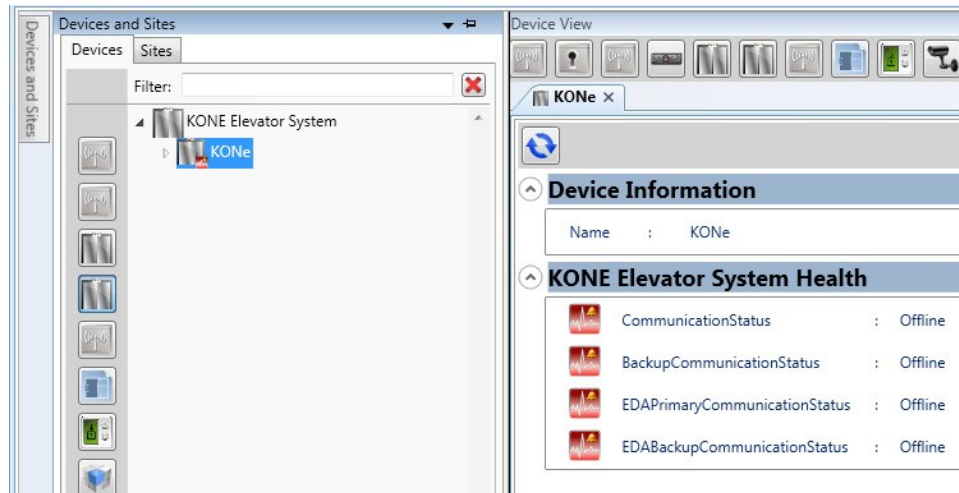 Devices and Sites
Devices and Sites
Devices Sites
Filter:
KONE Elevator System
KONe
Device View
KONe ×
Device Information
Name : KONe
KONE Elevator System Health
CommunicationStatus : Offline
BackupCommunicationStatus : Offline
EDAPrimaryCommunicationStatus : Offline
EDABackupCommunicationStatus : Offline